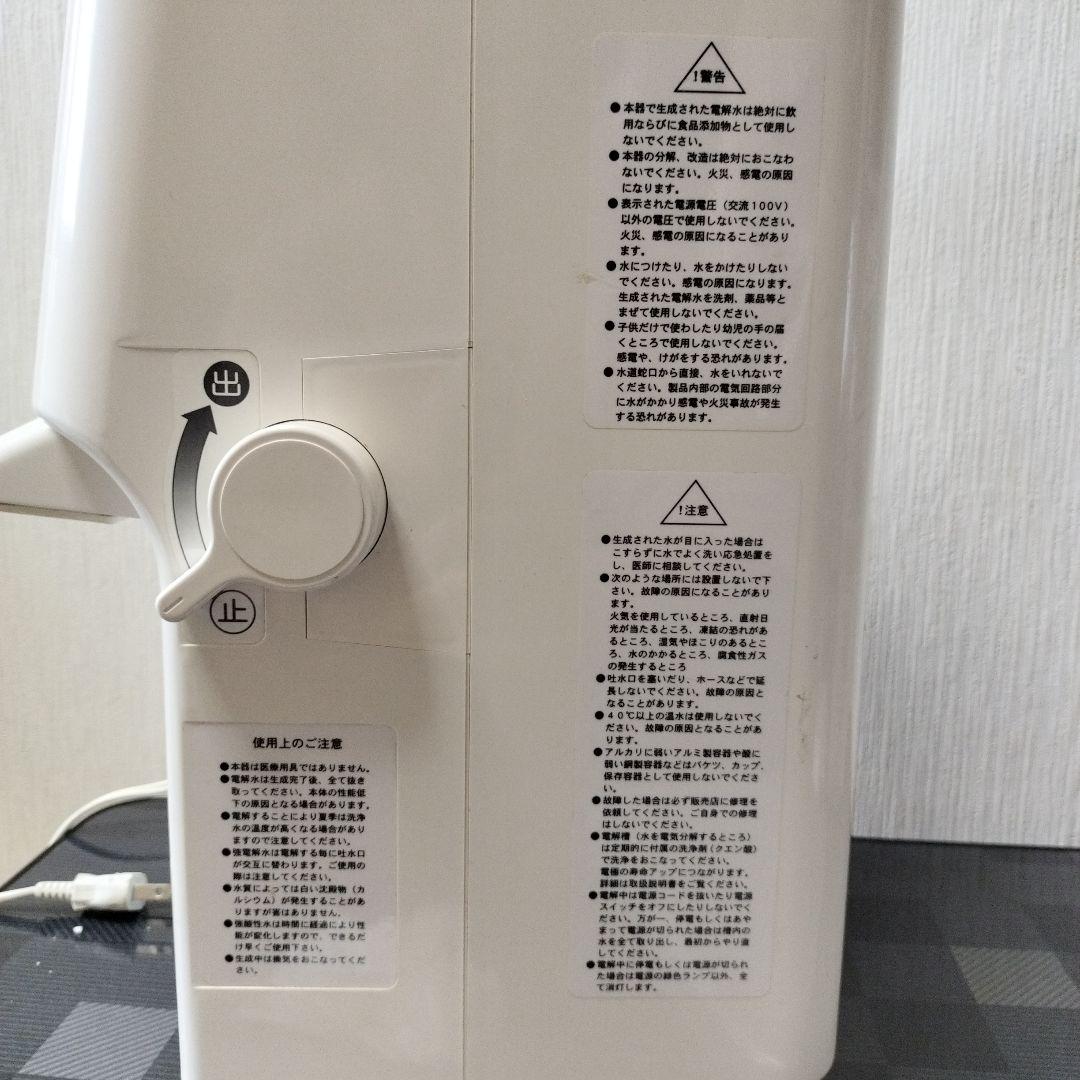 !警告
●本器で生成された電解水は絶対に飲
用ならびに食品添加物として使用し
ないでください。
●本器の分解、改造は絶対におこなわ
ないでください。火災、感電の原因
になります。
●表示された電源電圧(交流100V)
以外の電圧で使用しないでください。
火災、感電の原因になることがあり
ます。
●水につけたり、水をかけたりしない
でください。感電の原因になります。
生成された電解水を洗剤、薬品等と
まぜて使用しないでください。
●子供だけで使わしたり幼児の手の届
くところで使用しないでください。
感電や、けがをする恐れがあります。
●水道蛇口から直接、水をいれないで
ください。製品内部の電気回路部分
に水がかかり感電や火災事故が発生
する恐れがあります。
出
止
!注意
●生成された水が目に入った場合は
こすらずに水でよく洗い応急処置を
し、医師に相談してください。
●次のような場所には設置しないで下
さい。故障の原因になることがあり
ます。
火気を使用しているところ、直射日
光が当たるところ、凍結の恐れがあ
るところ、湿気やほこりのあるとこ
ろ、水のかかるところ、腐食性ガス
の発生するところ
●吐水口を塞いだり、ホースなどで延
長しないでください。故障の原因と
なることがあります。
●40℃以上の温水は使用しないでく
ださい。故障の原因となることがあ
ります。
●アルカリに弱いアルミ製容器や酸に
弱い銅製容器などはバケツ、カップ、
保存容器として使用しないでくださ
い。
●故障した場合は必ず販売店に修理を
依頼してください。ご自身での修理
はしないでください。
●電解槽(水を電気分解するところ)
は定期的に付属の洗浄剤(クエン酸)
で洗浄をおこなってください。
電極の寿命アップにつながります。
詳細は取扱説明書をご覧ください。
●電解中は電源コードを抜いたり電源
スイッチをオフにしたりしないでく
ださい。万が一、停電もしくはあや
まって電源が切られた場合は槽内の
水を全て取り出し、最初からやり直
してください。
●電解中に停電もしくは電源が切られ
た場合は電源の緑色ランプ以外、全
て消灯します。
使用上のご注意
●本器は医療用具ではありません。
●電解水は生成完了後、全て抜き
取ってください。本体の性能低
下の原因となる場合があります。
●電解することにより夏季は洗浄
水の温度が高くなる場合があり
ますので注意してください。
●強電解水は電解する毎に吐水口
が交互に替わります。ご使用の
際は注意してください。
●水質によっては白い沈殿物(カ
ルシウム)が発生することがあ
りますが害はありません。
●強酸性水は時間に経過により性
能が変化しますので、できるだ
け早くご使用下さい。
●生成中は換気をおこなってくだ
さい。